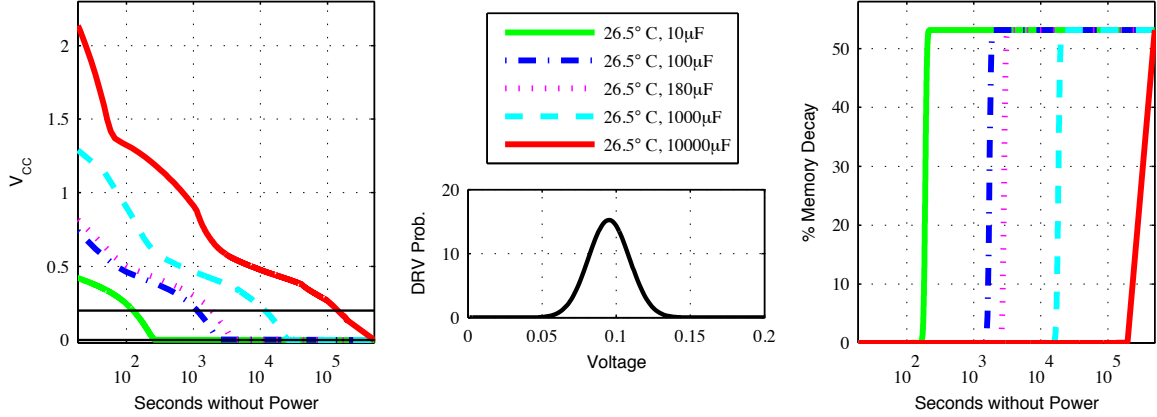 2
1.5
1
0.5
0
V_CC
10^2
10^3
10^4
10^5
Seconds without Power
26.5° C, 10µF
26.5° C, 100µF
26.5° C, 180µF
26.5° C, 1000µF
26.5° C, 10000µF
20
10
0
DRV Prob.
0
0.05
0.1
0.15
0.2
Voltage
50
40
30
20
10
0
% Memory Decay
10^2
10^3
10^4
10^5
Seconds without Power